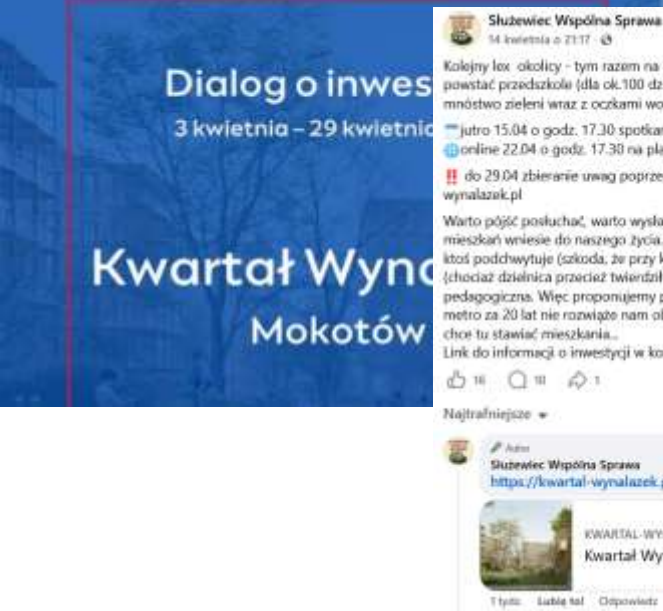 Dialog o inwes
3 kwietnia – 29 kwietnia
Kwartał Wyna
Mokotów
Służewiec Wspólna Sprawa
14 kwietnia o 21:17
Kolejny lex okolicy - tym razem na
powstać przedszkole (dla ok.100 dz
mnóstwo zieleni wraz z oczkami wo
jutro 15.04 o godz. 17.30 spotkan
online 22.04 o godz. 17.30 na pla
‼ do 29.04 zbieranie uwag poprze
wynalazek.pl
Warto pójść posłuchać, warto wysła
mieszkań wniesie do naszego życia.
ktoś podchwytuje (szkoda, że przy k
(chociaż dzielnica przecież twierdził
pedagogiczna. Więc proponujemy p
metro za 20 lat nie rozwiąże nam ol
chce tu stawiać mieszkania...
Link do informacji o inwestycji w ko
16 10 1
Najtrafniejsze
Autor
Służewiec Wspólna Sprawa
https://kwartal-wynalazek.p
KWARTAL-WY
Kwartał Wy
1 tydz. Lubię to! Odpowiedz